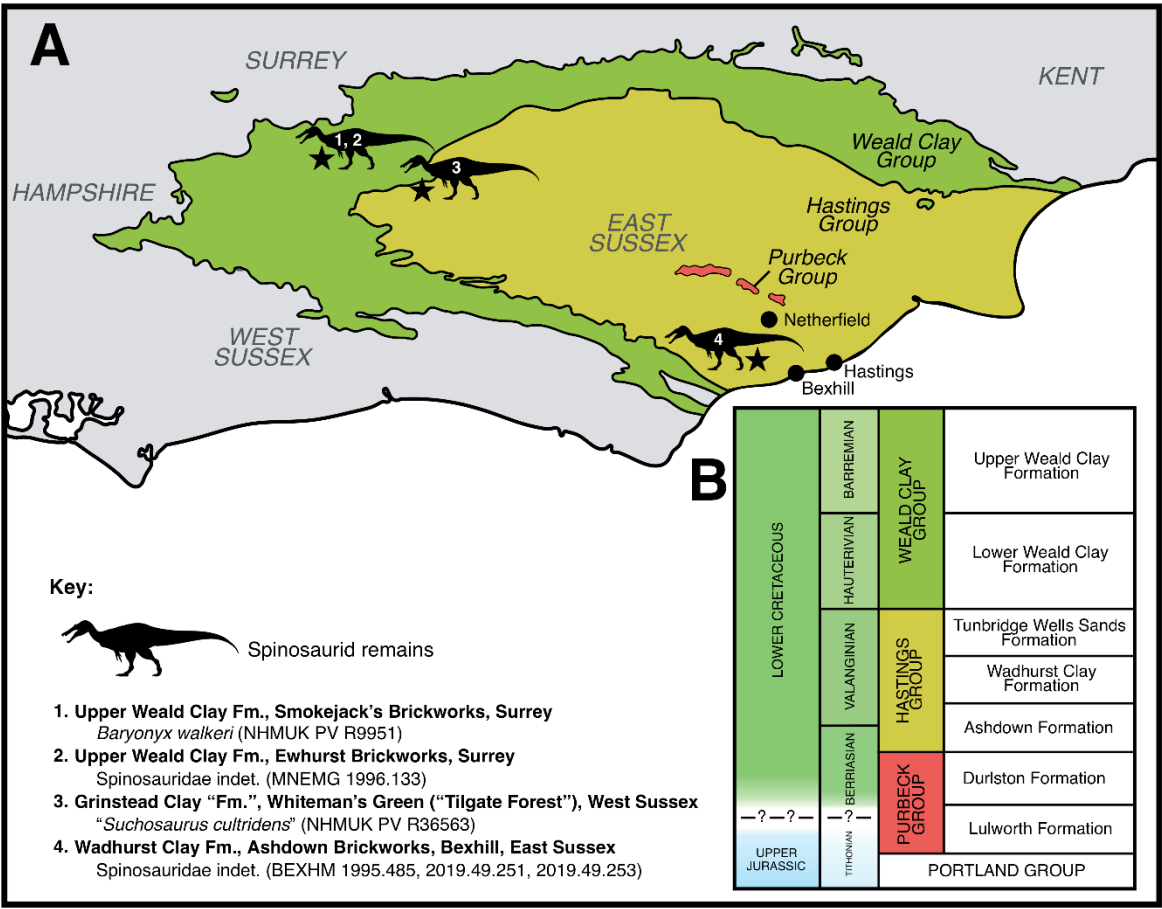 A
SURREY
KENT
1, 2
3
Weald Clay
Group
HAMPSHIRE
Hastings
Group
EAST
SUSSEX
Purbeck
Group
Netherfield
WEST
SUSSEX
4
Hastings
Bexhill
B
LOWER CRETACEOUS
UPPER
JURASSIC
BARREMIAN
HAUTERIVIAN
VALANGINIAN
BERRIASIAN
TITHONIAN
—?—?—
—?—
WEALD CLAY
GROUP
HASTINGS
GROUP
PURBECK
GROUP
Upper Weald Clay
Formation
Lower Weald Clay
Formation
Tunbridge Wells Sands
Formation
Wadhurst Clay
Formation
Ashdown Formation
Durlston Formation
Lulworth Formation
PORTLAND GROUP
Key:
Spinosaurid remains
1. Upper Weald Clay Fm., Smokejack's Brickworks, Surrey
Baryonyx walkeri (NHMUK PV R9951)
2. Upper Weald Clay Fm., Ewhurst Brickworks, Surrey
Spinosauridae indet. (MNEMG 1996.133)
3. Grinstead Clay “Fm.”, Whiteman's Green (“Tilgate Forest”), West Sussex
“Suchosaurus cultridens” (NHMUK PV R36563)
4. Wadhurst Clay Fm., Ashdown Brickworks, Bexhill, East Sussex
Spinosauridae indet. (BEXHM 1995.485, 2019.49.251, 2019.49.253)